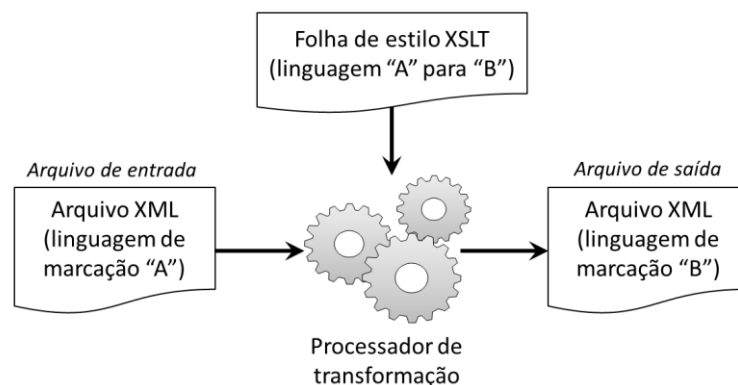 Folha de estilo XSLT
(linguagem “A” para “B”)
Arquivo de entrada
Arquivo XML
(linguagem de
marcação “A”)
Processador de
transformação
Arquivo de saída
Arquivo XML
(linguagem de
marcação “B”)